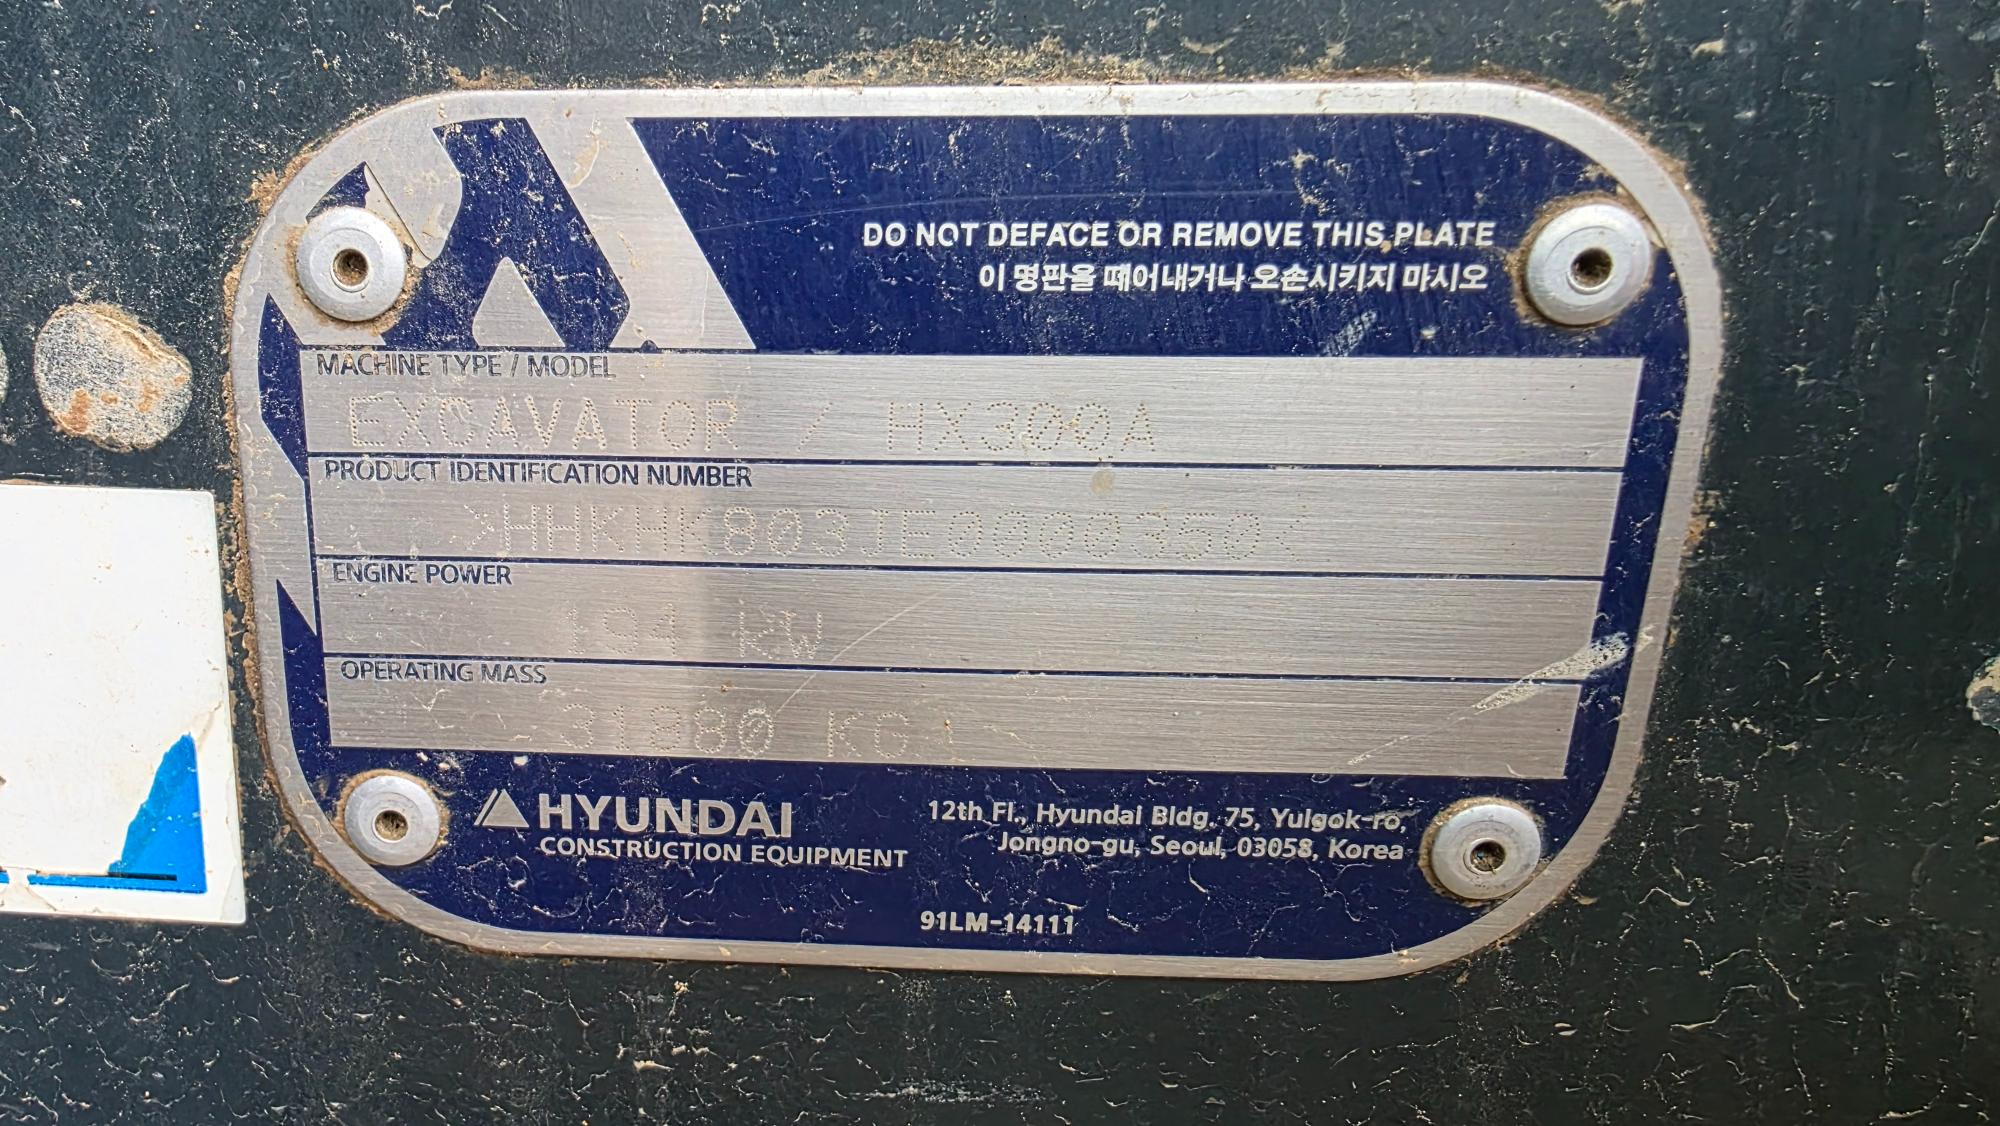 DO NOT DEFACE OR REMOVE THIS PLATE
이 명판을 떼어내거나 오손시키지 마시오
MACHINE TYPE / MODEL
EXCAVATOR / HX300A
PRODUCT IDENTIFICATION NUMBER
>HHKHK803JE0000350<
ENGINE POWER
194 KW
OPERATING MASS
31880 KG
HYUNDAI
CONSTRUCTION EQUIPMENT
12th Fl., Hyundai Bldg. 75, Yulgok-ro,
Jongno-gu, Seoul, 03058, Korea
91LM-14111